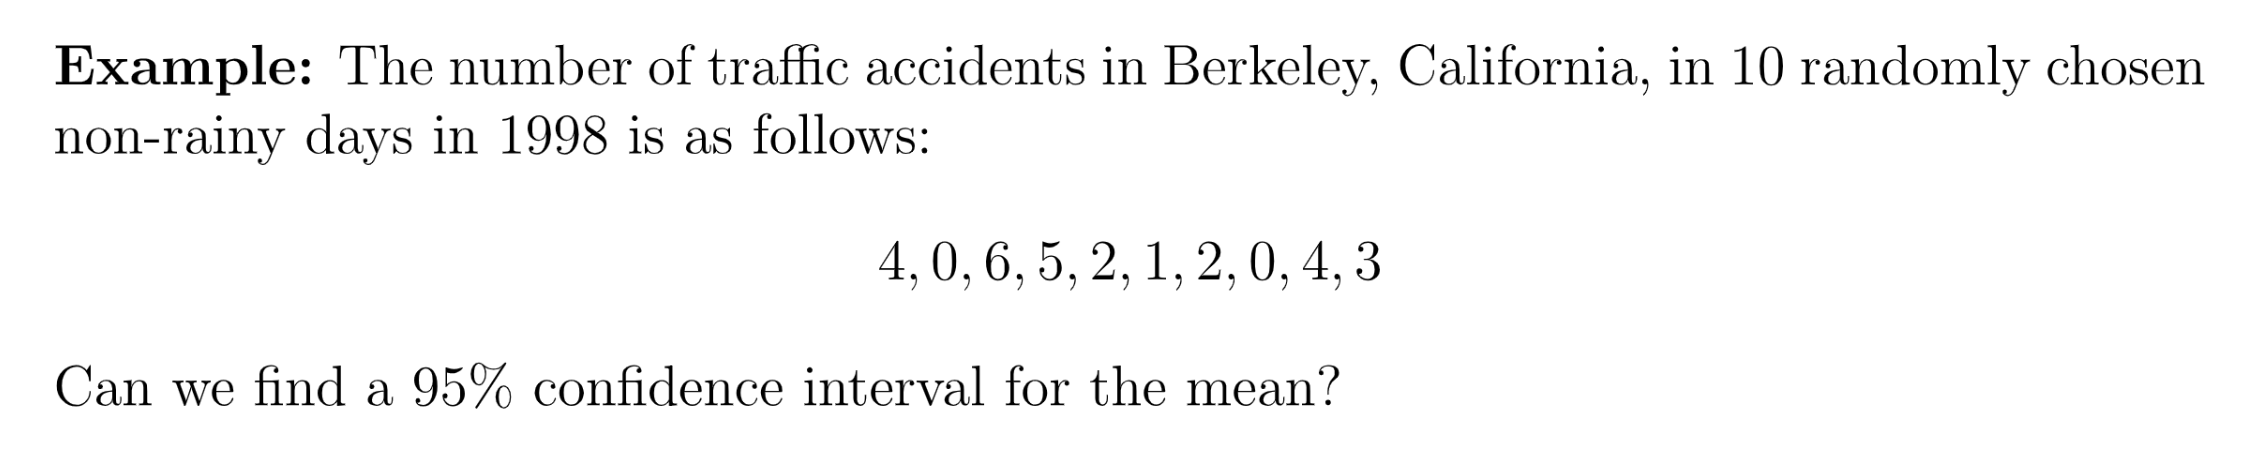 Example: The number of traffic accidents in Berkeley, California, in 10 randomly chosen
non-rainy days in 1998 is as follows:
4, 0, 6, 5, 2, 1, 2, 0, 4, 3
Can we find a 95% confidence interval for the mean?